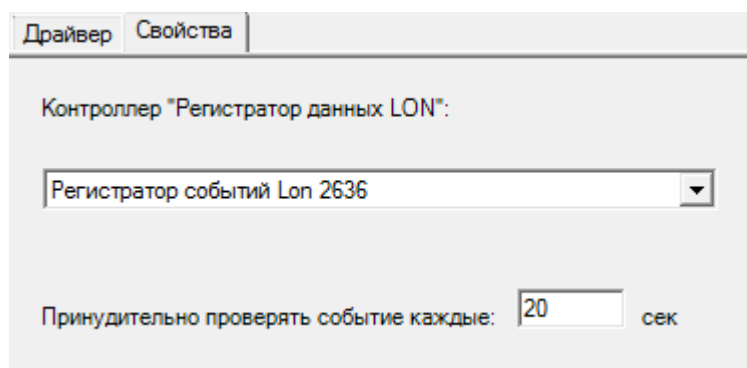 Драйвер Свойства
Контроллер "Регистратор данных LON":
Регистратор событий Lon 2636
Принудительно проверять событие каждые: 20 сек